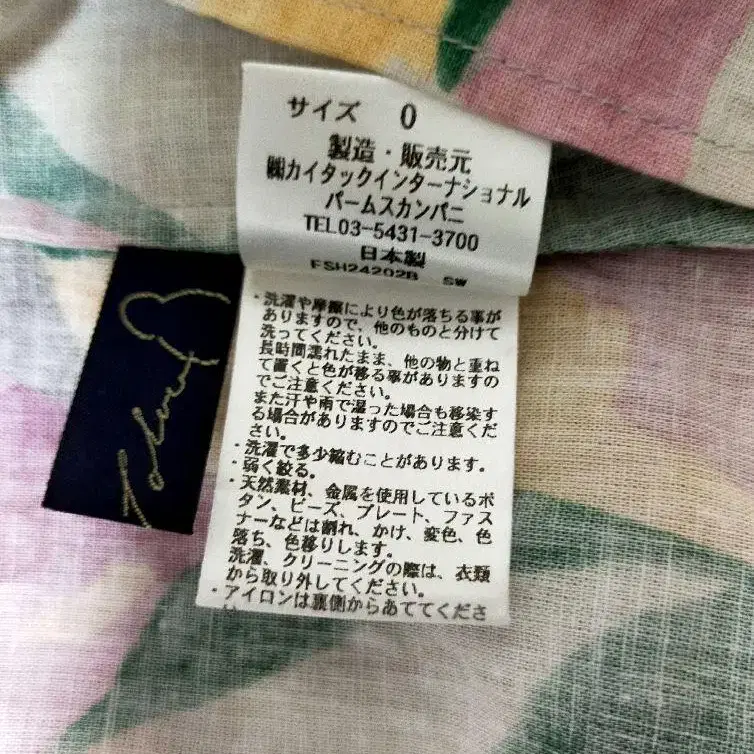 サイズ 0
製造・販売元
㈱カイタックインターナショナル
パームスカンパニ
TEL03-5431-3700
日本製
FSH24202B SW
・洗濯や摩擦により色が落ちる事が
ありますので、他のものと分けて
洗ってください。
長時間濡れたまま、他の物と重ね
て置くと色が移る事がありますの
でご注意ください。
また汗や雨で湿った場合も移染す
る場合がありますのでご注意くだ
さい。
・洗濯で多少縮むことがあります。
・弱く絞る。
・天然素材、金属を使用しているボ
タン、ビーズ、プレート、ファス
ナーなどは割れ、かけ、変色、色
落ち、色移りします。
洗濯、クリーニングの際は、衣類
から取り外してください。
・アイロンは裏側からあててくださ